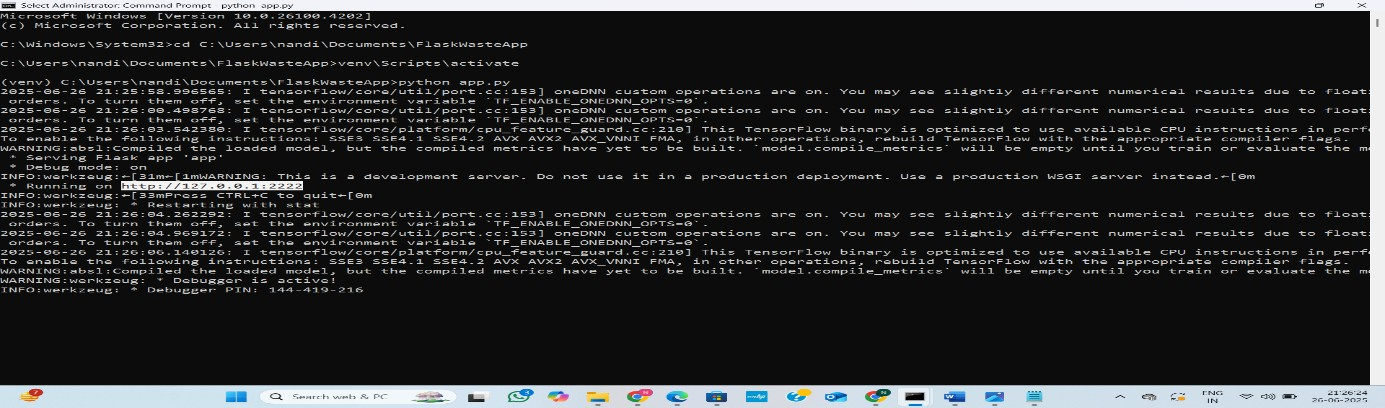 Select Administrator: Command Prompt - python app.py
Microsoft Windows [Version 10.0.26100.4202]
(c) Microsoft Corporation. All rights reserved.
C:\Windows\System32>cd C:\Users\nandi\Documents\FlaskWasteApp
C:\Users\nandi\Documents\FlaskWasteApp>venv\Scripts\activate
(venv) C:\Users\nandi\Documents\FlaskWasteApp>python app.py
2025-06-26 21:25:58.996565: I tensorflow/core/util/port.cc:153] oneDNN custom operations are on. You may see slightly different numerical results due to float
orders. To turn them off, set the environment variable `TF_ENABLE_ONEDNN_OPTS=0`.
2025-06-26 21:26:00.498768: I tensorflow/core/util/port.cc:153] oneDNN custom operations are on. You may see slightly different numerical results due to float
orders. To turn them off, set the environment variable `TF_ENABLE_ONEDNN_OPTS=0`.
2025-06-26 21:26:03.542380: I tensorflow/core/platform/cpu_feature_guard.cc:210] This TensorFlow binary is optimized to use available CPU instructions in perf
To enable the following instructions: SSE3 SSE4.1 SSE4.2 AVX AVX2 AVX_VNNI FMA, in other operations, rebuild TensorFlow with the appropriate compiler flags.
WARNING:absl:Compiled the loaded model, but the compiled metrics have yet to be built. `model.compile_metrics` will be empty until you train or evaluate the mo
* Serving Flask app 'app'
* Debug mode: on
INFO:werkzeug:←[31m←[1mWARNING: This is a development server. Do not use it in a production deployment. Use a production WSGI server instead.←[0m
* Running on http://127.0.0.1:2222
INFO:werkzeug:←[33mPress CTRL+C to quit←[0m
INFO:werkzeug: * Restarting with stat
2025-06-26 21:26:04.262292: I tensorflow/core/util/port.cc:153] oneDNN custom operations are on. You may see slightly different numerical results due to float
orders. To turn them off, set the environment variable `TF_ENABLE_ONEDNN_OPTS=0`.
2025-06-26 21:26:04.969172: I tensorflow/core/util/port.cc:153] oneDNN custom operations are on. You may see slightly different numerical results due to float
orders. To turn them off, set the environment variable `TF_ENABLE_ONEDNN_OPTS=0`.
2025-06-26 21:26:06.140126: I tensorflow/core/platform/cpu_feature_guard.cc:210] This TensorFlow binary is optimized to use available CPU instructions in perf
To enable the following instructions: SSE3 SSE4.1 SSE4.2 AVX AVX2 AVX_VNNI FMA, in other operations, rebuild TensorFlow with the appropriate compiler flags.
WARNING:absl:Compiled the loaded model, but the compiled metrics have yet to be built. `model.compile_metrics` will be empty until you train or evaluate the mo
WARNING:werkzeug: * Debugger is active!
INFO:werkzeug: * Debugger PIN: 144-419-216
Search web & PC
ENG
IN
21:26:24
26-06-2025